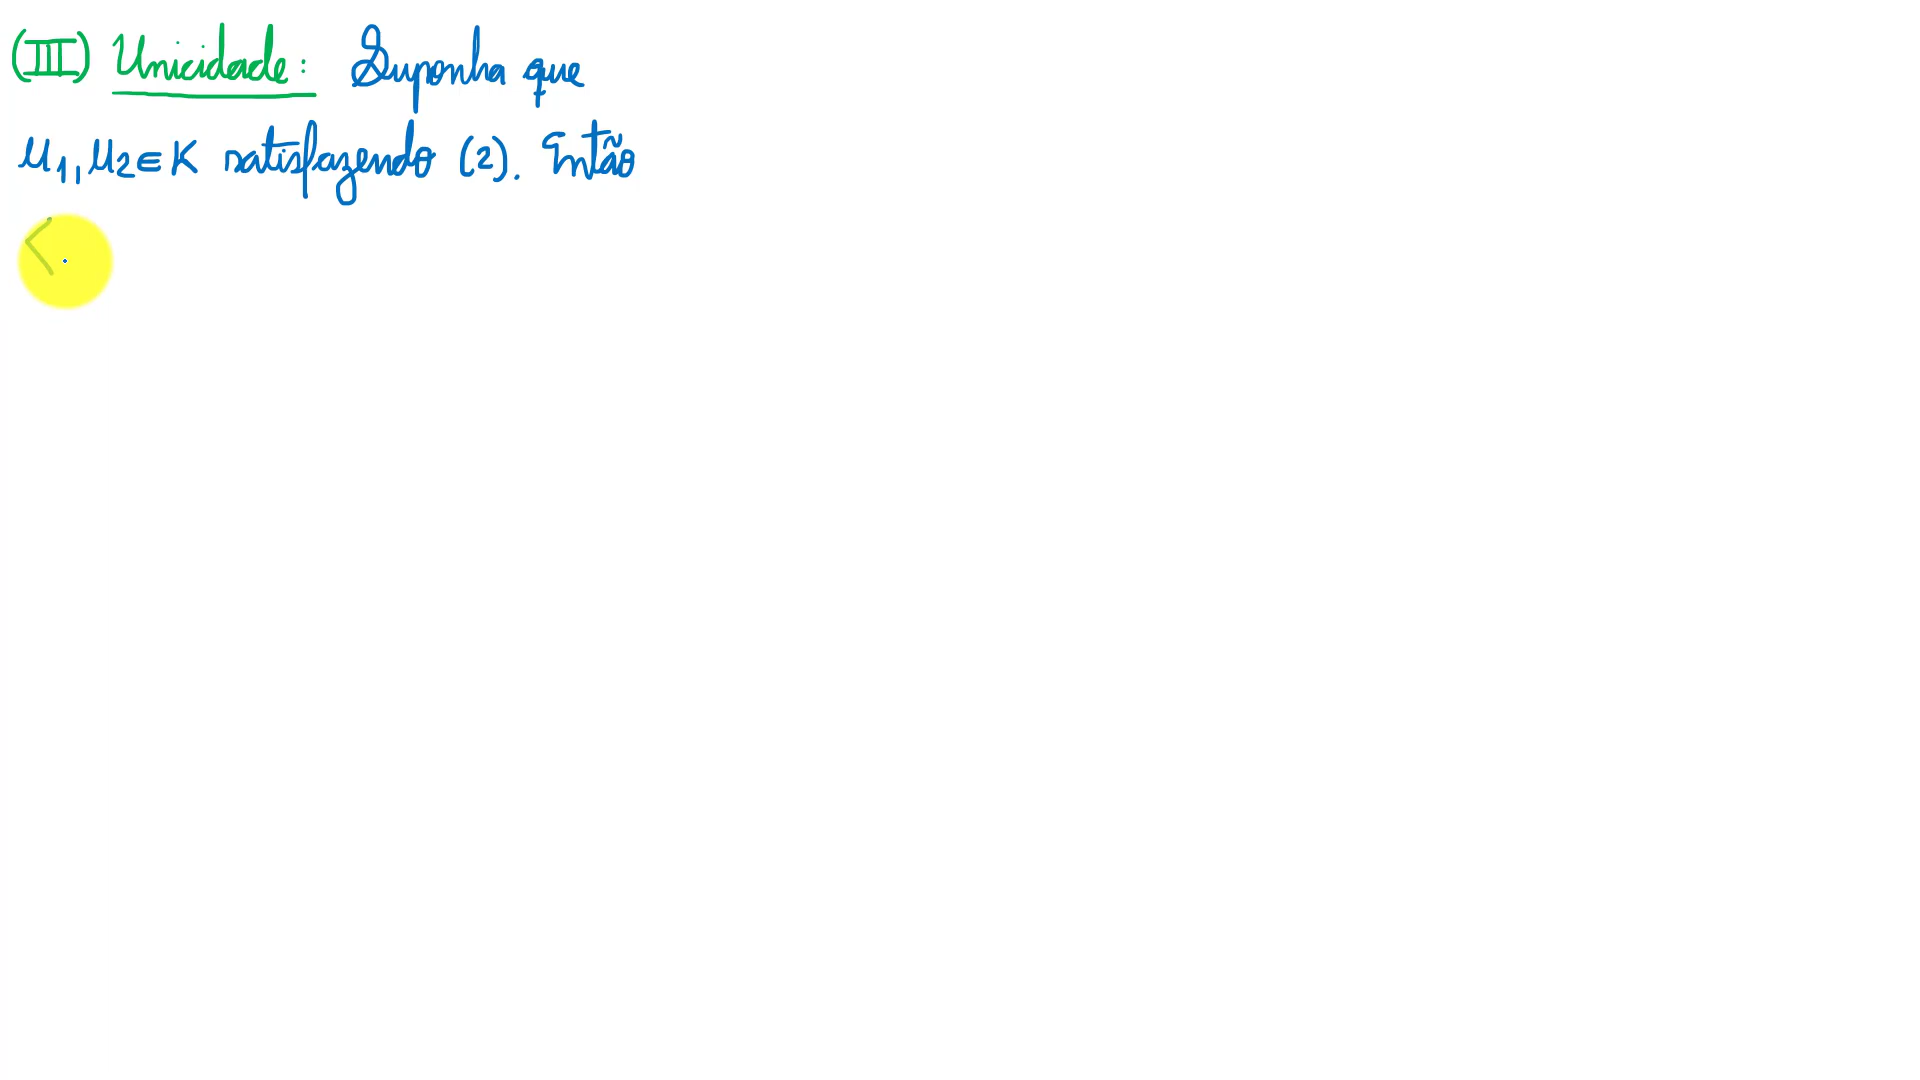 (III) Unicidade: Suponha que
u₁, u₂ ∈ K satisfazendo (2). Então
⟨